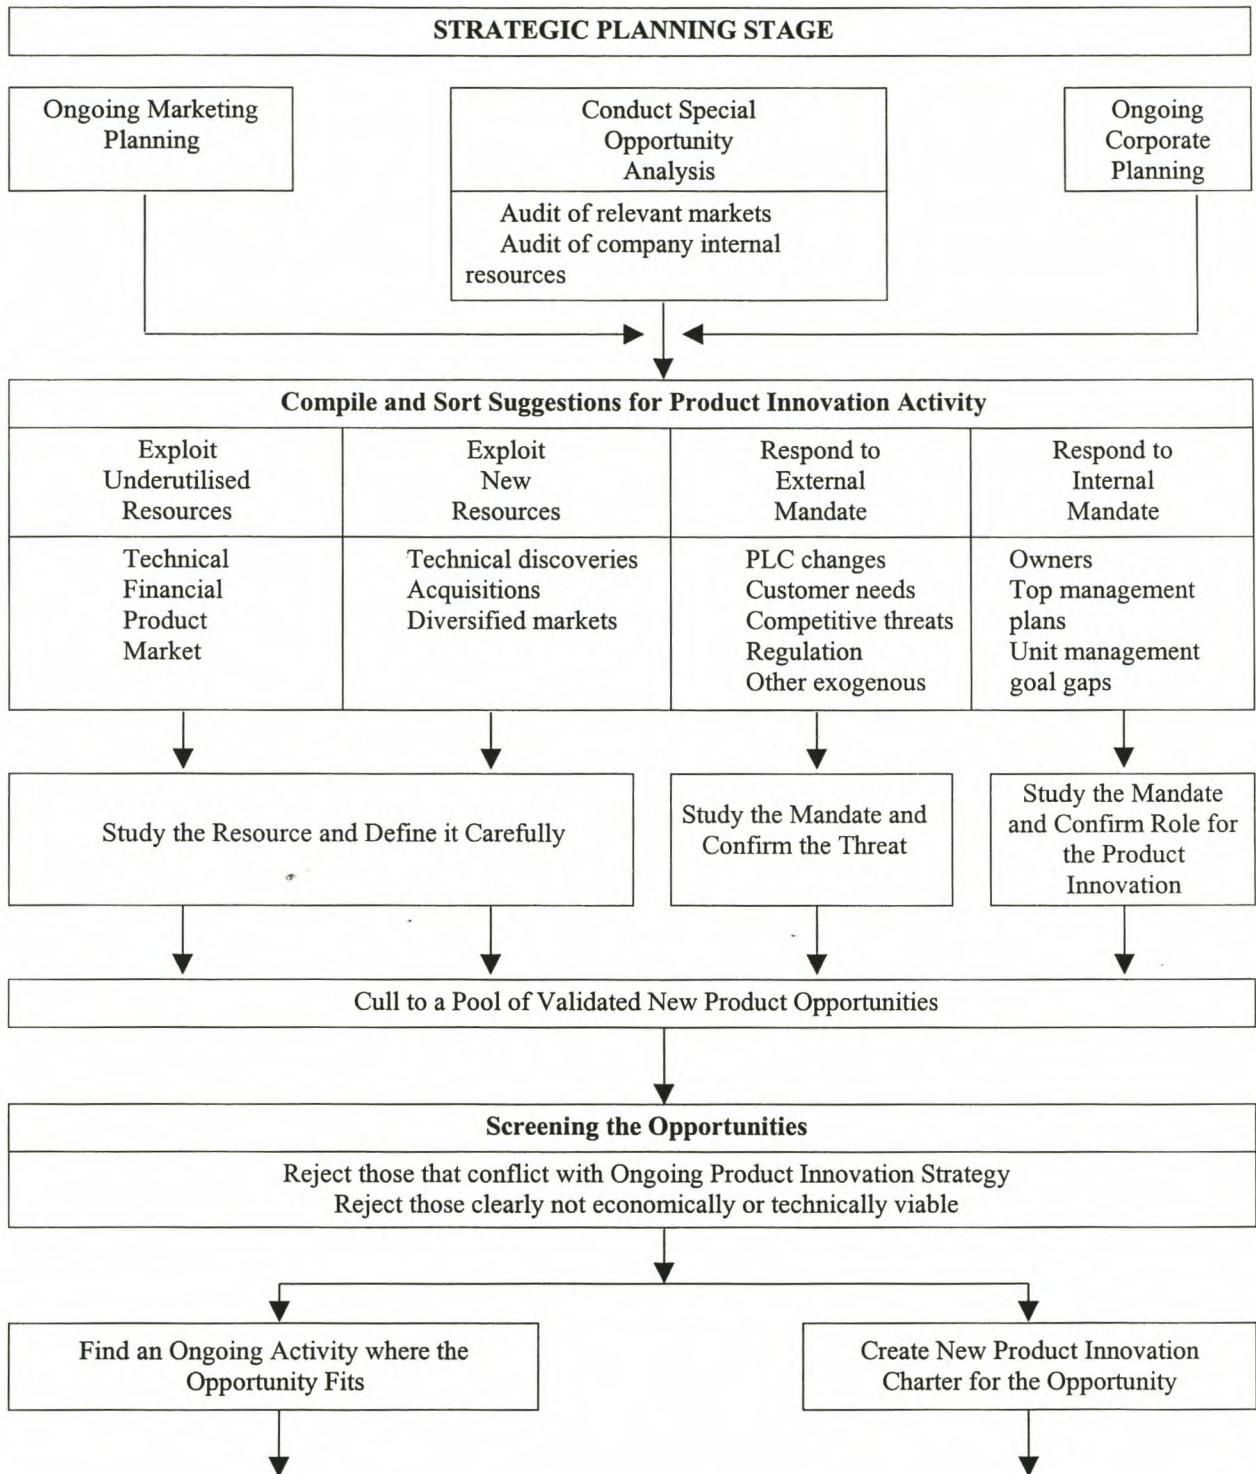 STRATEGIC PLANNING STAGE
Ongoing Marketing
Planning
Conduct Special
Opportunity
Analysis
Audit of relevant markets
Audit of company internal
resources
Ongoing
Corporate
Planning
Compile and Sort Suggestions for Product Innovation Activity
Exploit
Underutilised
Resources
Exploit
New
Resources
Respond to
External
Mandate
Respond to
Internal
Mandate
Technical
Financial
Product
Market
Technical discoveries
Acquisitions
Diversified markets
PLC changes
Customer needs
Competitive threats
Regulation
Other exogenous
Owners
Top management
plans
Unit management
goal gaps
Study the Resource and Define it Carefully
Study the Mandate and
Confirm the Threat
Study the Mandate
and Confirm Role for
the Product
Innovation
Cull to a Pool of Validated New Product Opportunities
Screening the Opportunities
Reject those that conflict with Ongoing Product Innovation Strategy
Reject those clearly not economically or technically viable
Find an Ongoing Activity where the
Opportunity Fits
Create New Product Innovation
Charter for the Opportunity